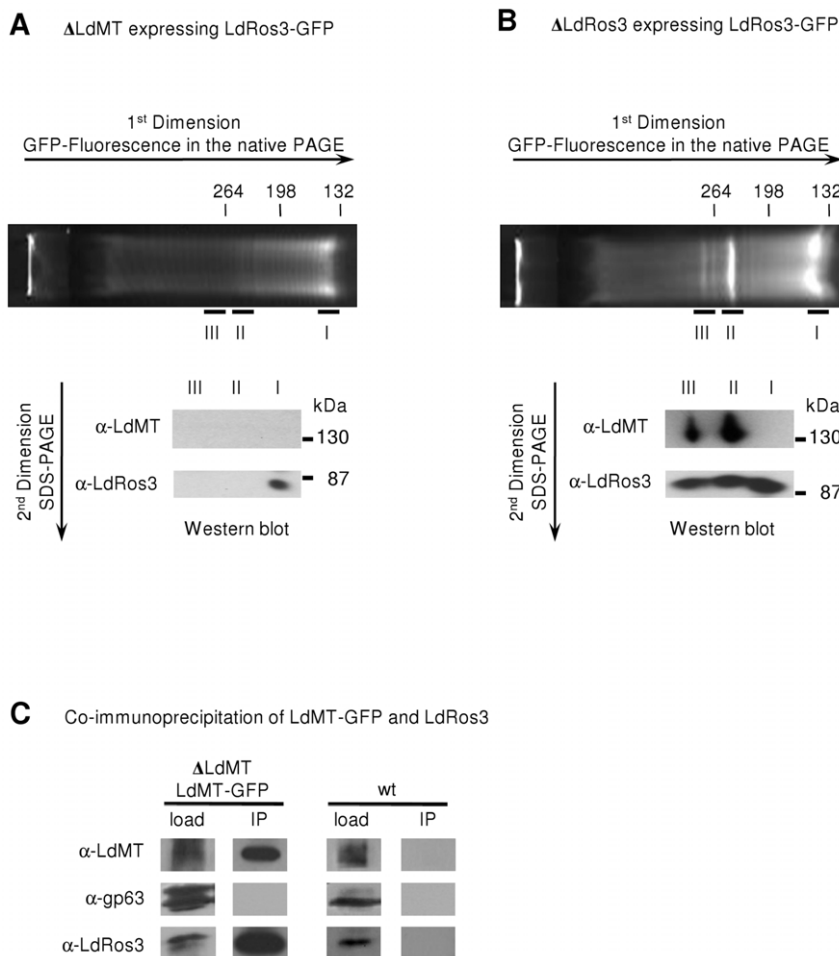 A ΔLdMT expressing LdRos3-GFP
1st Dimension
GFP-Fluorescence in the native PAGE
264 198 132
III II I
2nd Dimension
SDS-PAGE
III II I
kDa
α-LdMT
130
α-LdRos3
87
Western blot
B ΔLdRos3 expressing LdRos3-GFP
1st Dimension
GFP-Fluorescence in the native PAGE
264 198 132
III II I
2nd Dimension
SDS-PAGE
III II I
kDa
α-LdMT
130
α-LdRos3
87
Western blot
C Co-immunoprecipitation of LdMT-GFP and LdRos3
ΔLdMT
LdMT-GFP wt
load IP load IP
α-LdMT
α-gp63
α-LdRos3